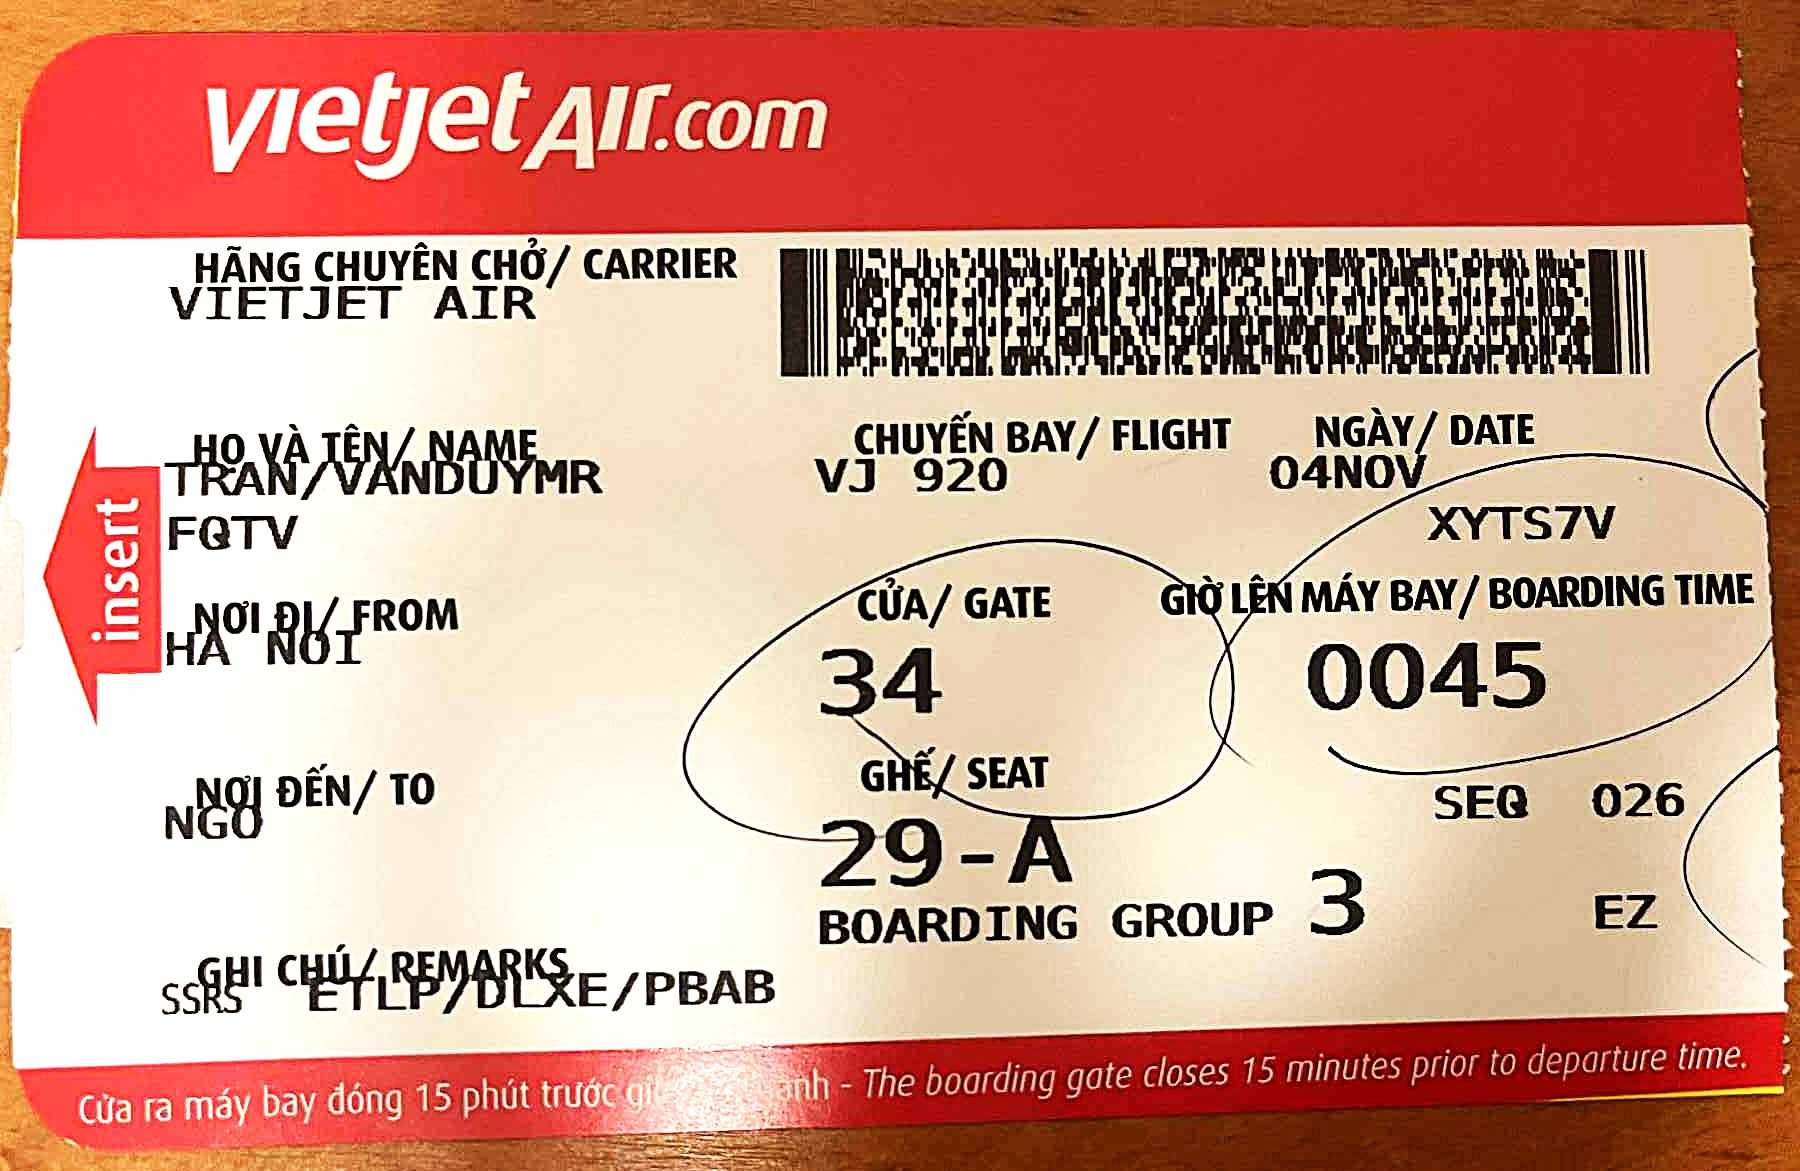 vietjetAir.com
HÃNG CHUYÊN CHỞ/ CARRIER
VIETJET AIR
HỌ VÀ TÊN/ NAME
TRAN/VANDUYMR
FQTV
CHUYẾN BAY/ FLIGHT
VJ 920
NGÀY/ DATE
04NOV
XYTS7V
insert
NƠI ĐI/ FROM
HA NOI
CỬA/ GATE
34
GIỜ LÊN MÁY BAY/ BOARDING TIME
0045
NƠI ĐẾN/ TO
NGO
GHẾ/ SEAT
29-A
SEQ 026
BOARDING GROUP 3
EZ
GHI CHÚ/ REMARKS
SSRS ETLP/DLXE/PBAB
Cửa ra máy bay đóng 15 phút trước - The boarding gate closes 15 minutes prior to departure time.